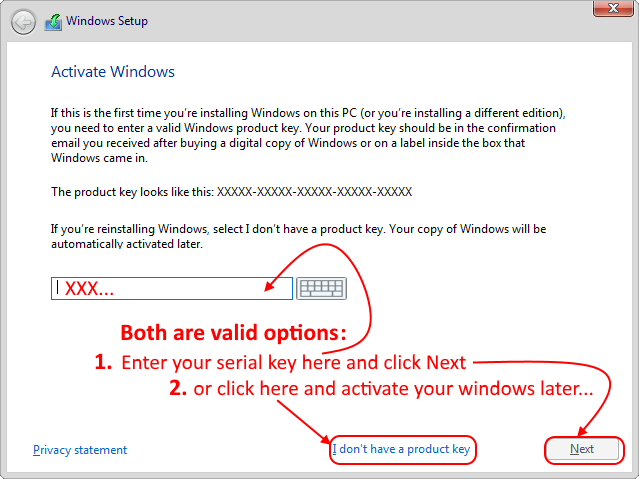 Windows Setup
Activate Windows
If this is the first time you're installing Windows on this PC (or you're installing a different edition),
you need to enter a valid Windows product key. Your product key should be in the confirmation
email you received after buying a digital copy of Windows or on a label inside the box that
Windows came in.
The product key looks like this: XXXXX-XXXXX-XXXXX-XXXXX-XXXXX
If you're reinstalling Windows, select I don't have a product key. Your copy of Windows will be
automatically activated later.
XXX...
Both are valid options:
1. Enter your serial key here and click Next
2. or click here and activate your windows later...
Privacy statement
I don't have a product key
Next